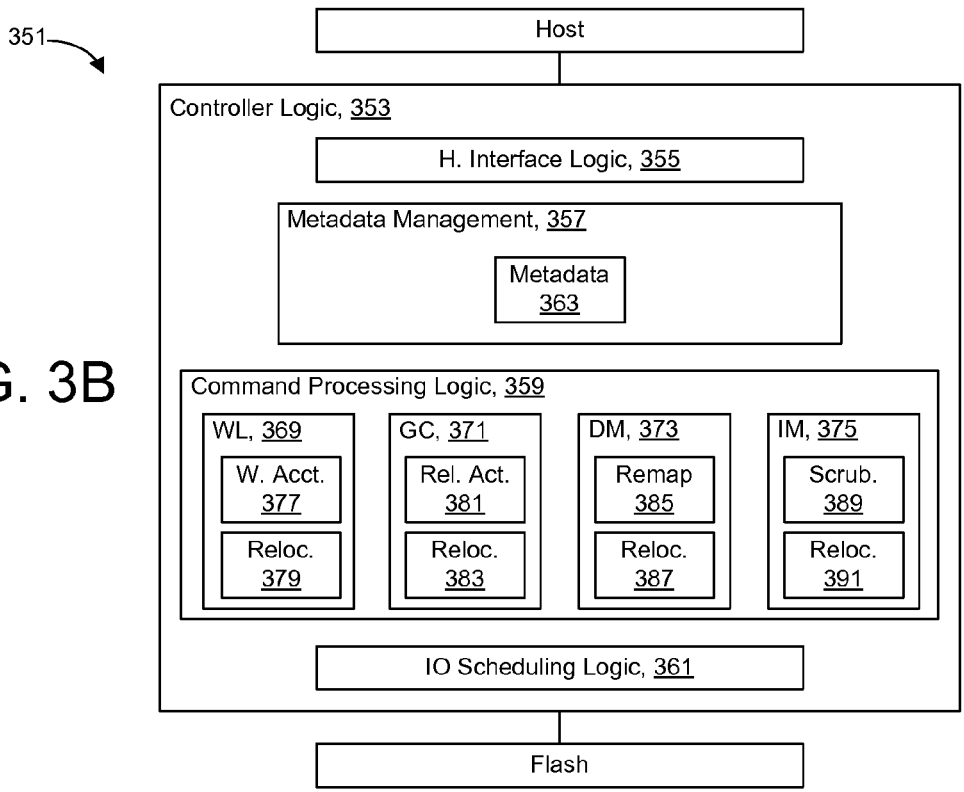 351
Host
Controller Logic, 353
H. Interface Logic, 355
Metadata Management, 357
Metadata
363
G. 3B
Command Processing Logic, 359
WL, 369
W. Acct.
377
Reloc.
379
GC, 371
Rel. Act.
381
Reloc.
383
DM, 373
Remap
385
Reloc.
387
IM, 375
Scrub.
389
Reloc.
391
IO Scheduling Logic, 361
Flash